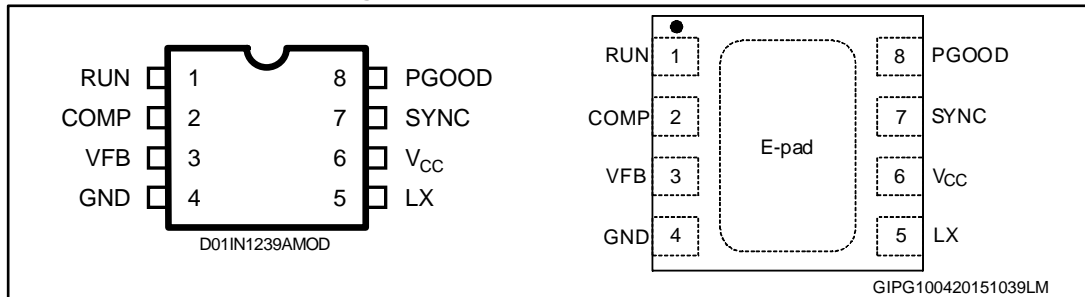 RUN 1 8 PGOOD
COMP 2 7 SYNC
VFB 3 6 VCC
GND 4 5 LX
D01IN1239AMOD
RUN 1 8 PGOOD
COMP 2 7 SYNC
E-pad
VFB 3 6 VCC
GND 4 5 LX
GIPG100420151039LM